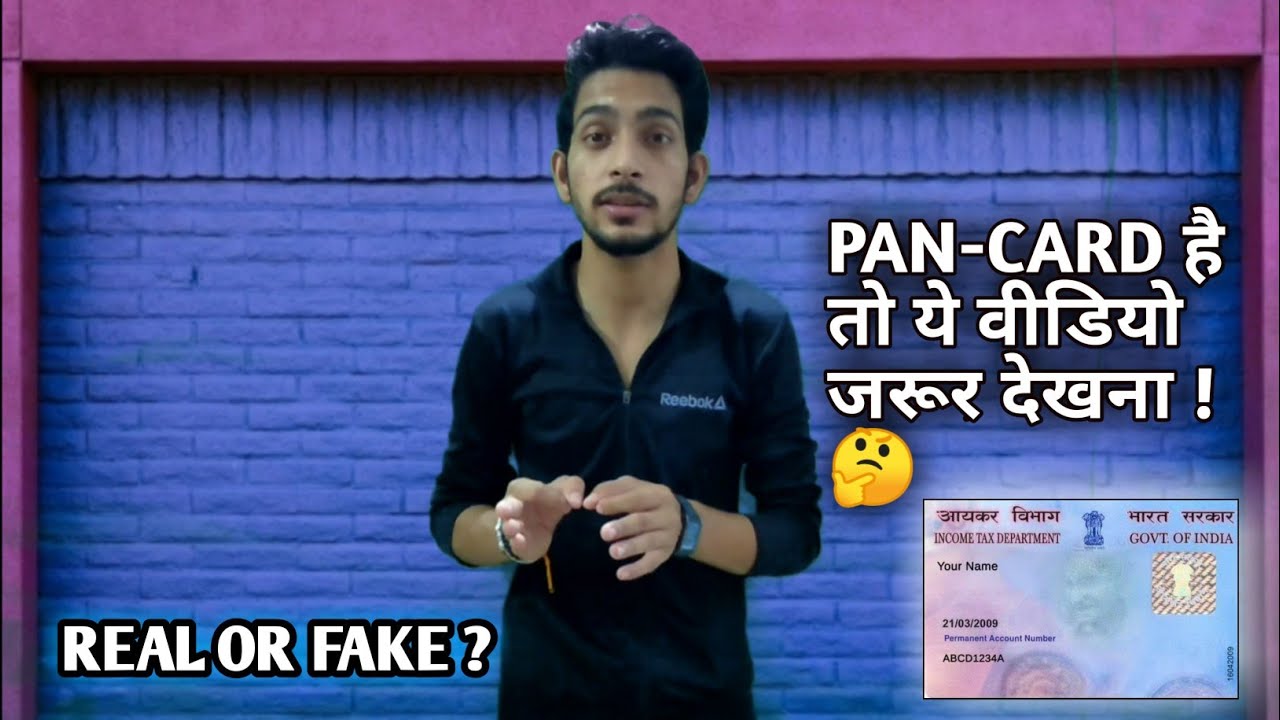 PAN-CARD है
तो ये वीडियो
जरूर देखना !
Reebok
REAL OR FAKE ?
आयकर विभाग
INCOME TAX DEPARTMENT
भारत सरकार
GOVT. OF INDIA
Your Name
21/03/2009
Permanent Account Number
ABCD1234A
16042009